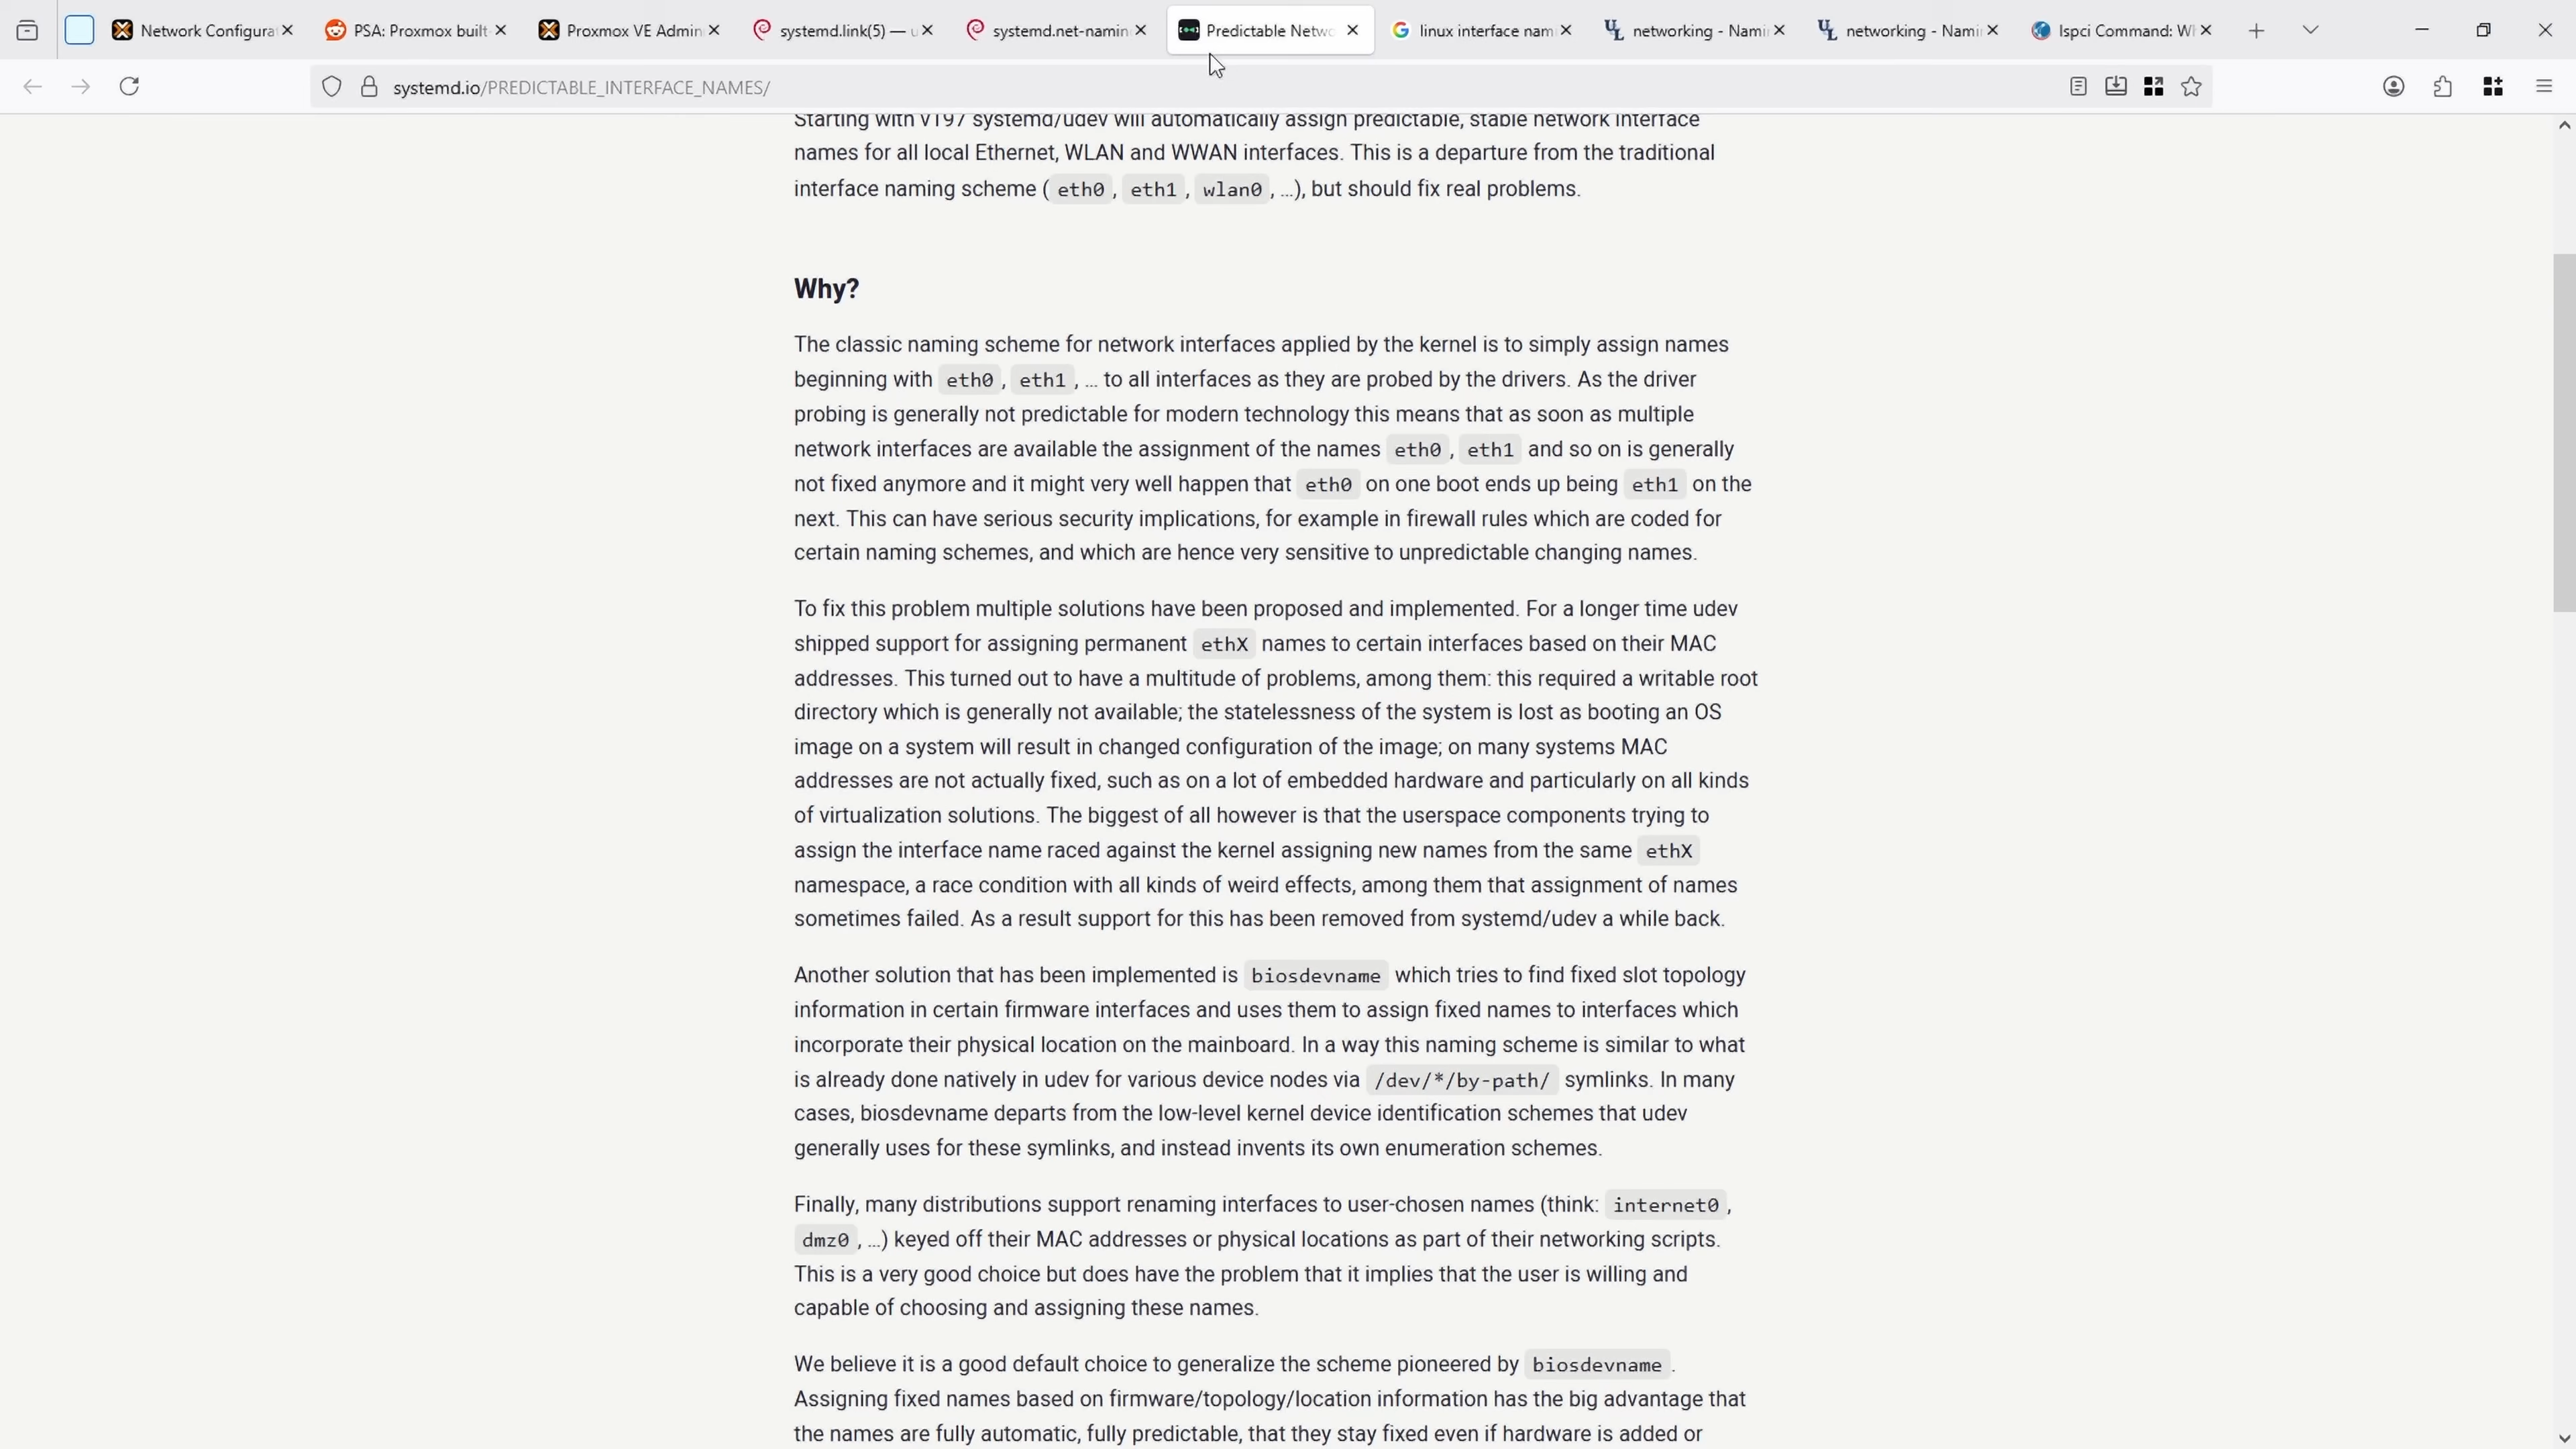 Network Configura
PSA: Proxmox built-
Proxmox VE Admin
systemd.link(5) — u
systemd.net-namin
Predictable Netwo
linux interface nam
networking - Nami
networking - Nami
lspci Command: Wh
systemd.io/PREDICTABLE_INTERFACE_NAMES/
Starting with v197 systemd/udev will automatically assign predictable, stable network interface
names for all local Ethernet, WLAN and WWAN interfaces. This is a departure from the traditional
interface naming scheme ( eth0 , eth1 , wlan0 , …), but should fix real problems.
Why?
The classic naming scheme for network interfaces applied by the kernel is to simply assign names
beginning with eth0 , eth1 , … to all interfaces as they are probed by the drivers. As the driver
probing is generally not predictable for modern technology this means that as soon as multiple
network interfaces are available the assignment of the names eth0 , eth1 and so on is generally
not fixed anymore and it might very well happen that eth0 on one boot ends up being eth1 on the
next. This can have serious security implications, for example in firewall rules which are coded for
certain naming schemes, and which are hence very sensitive to unpredictable changing names.
To fix this problem multiple solutions have been proposed and implemented. For a longer time udev
shipped support for assigning permanent ethX names to certain interfaces based on their MAC
addresses. This turned out to have a multitude of problems, among them: this required a writable root
directory which is generally not available; the statelessness of the system is lost as booting an OS
image on a system will result in changed configuration of the image; on many systems MAC
addresses are not actually fixed, such as on a lot of embedded hardware and particularly on all kinds
of virtualization solutions. The biggest of all however is that the userspace components trying to
assign the interface name raced against the kernel assigning new names from the same ethX
namespace, a race condition with all kinds of weird effects, among them that assignment of names
sometimes failed. As a result support for this has been removed from systemd/udev a while back.
Another solution that has been implemented is biosdevname which tries to find fixed slot topology
information in certain firmware interfaces and uses them to assign fixed names to interfaces which
incorporate their physical location on the mainboard. In a way this naming scheme is similar to what
is already done natively in udev for various device nodes via /dev/*/by-path/ symlinks. In many
cases, biosdevname departs from the low-level kernel device identification schemes that udev
generally uses for these symlinks, and instead invents its own enumeration schemes.
Finally, many distributions support renaming interfaces to user-chosen names (think: internet0 ,
dmz0 , …) keyed off their MAC addresses or physical locations as part of their networking scripts.
This is a very good choice but does have the problem that it implies that the user is willing and
capable of choosing and assigning these names.
We believe it is a good default choice to generalize the scheme pioneered by biosdevname .
Assigning fixed names based on firmware/topology/location information has the big advantage that
the names are fully automatic, fully predictable, that they stay fixed even if hardware is added or